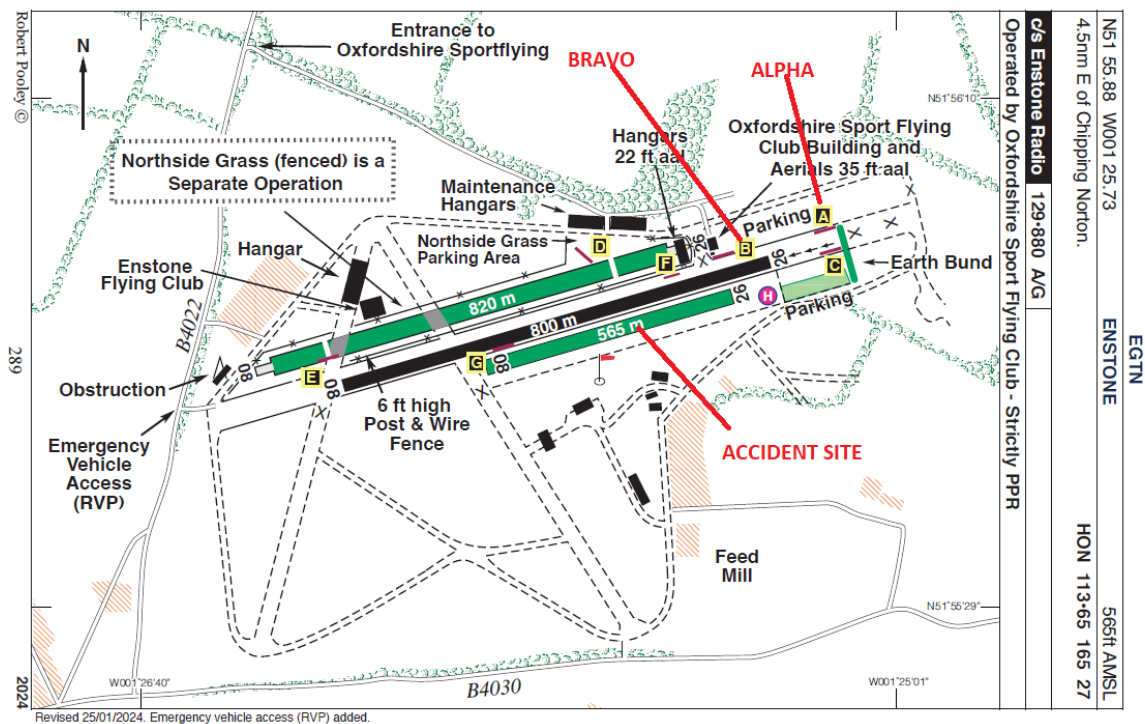 N51 55.88 W001 25.73
4.5nm E of Chipping Norton.
c/s Enstone Radio 129•880 A/G
Operated by Oxfordshire Sport Flying Club - Strictly PPR
EGTN
ENSTONE
565ft AMSL
HON 113•65 165 27
Robert Pooley ©
289
2024
N
Entrance to
Oxfordshire Sportflying
BRAVO
ALPHA
N51°56'10
Northside Grass (fenced) is a
Separate Operation
Hangars
22 ft aal
Oxfordshire Sport Flying
Club Building and
Aerials 35 ft aal
Maintenance
Hangars
Parking
A
Northside Grass
Parking Area
D
F
26
B
26
C
Earth Bund
Hangar
Enstone
Flying Club
820 m
800 m
565 m
26
H
Parking
B4022
Obstruction
08
E
08
G
08
6 ft high
Post & Wire
Fence
ACCIDENT SITE
Emergency
Vehicle
Access
(RVP)
Feed
Mill
N51°55'29"
W001°26'40"
W001°25'01"
B4030
Revised 25/01/2024. Emergency vehicle access (RVP) added.